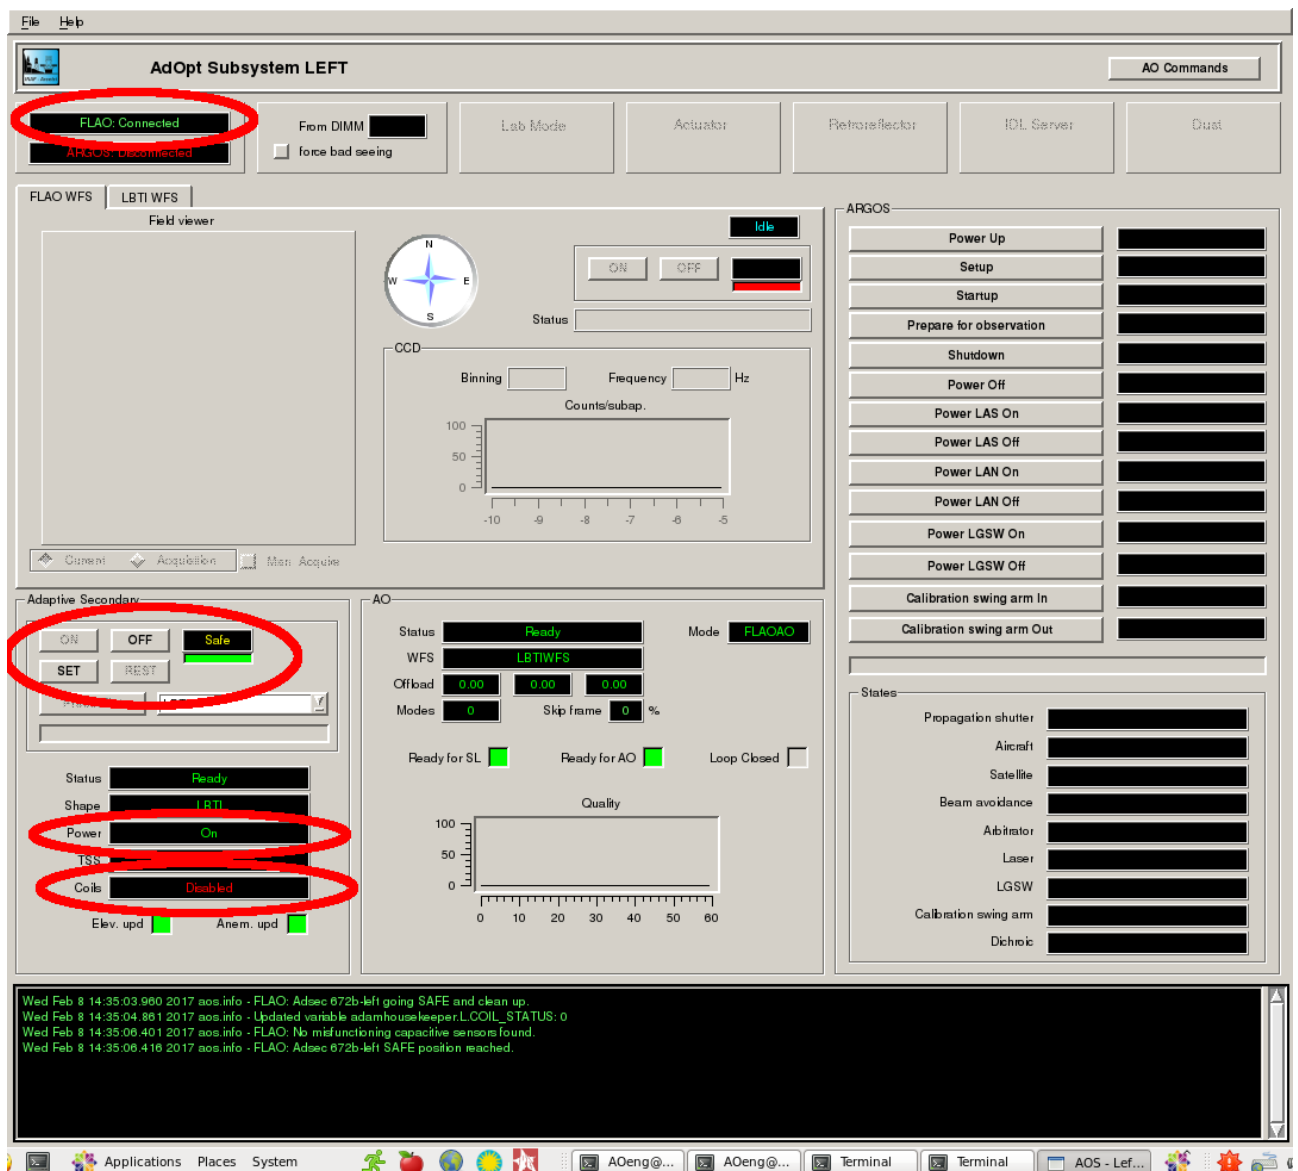 File Help
AdOpt Subsystem LEFT
AO Commands
FLAO: Connected
ARGOS: Disconnected
From DIMM
force bad seeing
Lab Mode
Actuator
Retroreflector
IDL Server
Dust
FLAO WFS LBTI WFS
Field viewer
N
W E
S
Idle
ON OFF
Status
CCD
Binning Frequency Hz
Counts/subap.
100
50
0
-10 -9 -8 -7 -6 -5
Current Acquisition Man. Acquire
Adaptive Secondary
ON OFF Safe
SET REST
Status Ready
Shape LBTI
Power On
TSS
Coils Disabled
Elev. upd Anem. upd
AO
Status Ready Mode FLAOAO
WFS LBTIWFS
Offload 0.00 0.00 0.00
Modes 0 Skip frame 0 %
Ready for SL Ready for AO Loop Closed
Quality
100
50
0
0 10 20 30 40 50 60
ARGOS
Power Up
Setup
Startup
Prepare for observation
Shutdown
Power Off
Power LAS On
Power LAS Off
Power LAN On
Power LAN Off
Power LGSW On
Power LGSW Off
Calibration swing arm In
Calibration swing arm Out
States
Propagation shutter
Aircraft
Satellite
Beam avoidance
Arbitrator
Laser
LGSW
Calibration swing arm
Dichroic
Wed Feb 8 14:35:03.960 2017 aos.info - FLAO: Adsec 672b-left going SAFE and clean up.
Wed Feb 8 14:35:04.861 2017 aos.info - Updated variable adamhousekeeper.L.COIL_STATUS: 0
Wed Feb 8 14:35:06.401 2017 aos.info - FLAO: No misfunctioning capacitive sensors found.
Wed Feb 8 14:35:06.416 2017 aos.info - FLAO: Adsec 672b-left SAFE position reached.
Applications Places System AOeng@... AOeng@... Terminal Terminal AOS - Lef...